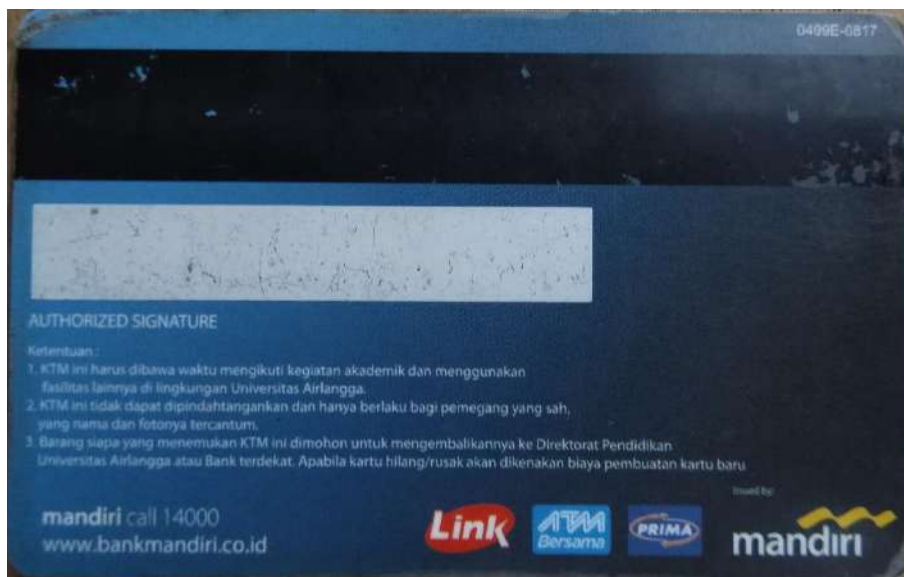 0499E-0817
AUTHORIZED SIGNATURE
Ketentuan :
1. KTM ini harus dibawa waktu mengikuti kegiatan akademik dan menggunakan
fasilitas lainnya di lingkungan Universitas Airlangga.
2. KTM ini tidak dapat dipindahtangankan dan hanya berlaku bagi pemegang yang sah,
yang nama dan fotonya tercantum.
3. Barang siapa yang menemukan KTM ini dimohon untuk mengembalikannya ke Direktorat Pendidikan
Universitas Airlangga atau Bank terdekat. Apabila kartu hilang/rusak akan dikenakan biaya pembuatan kartu baru
Issued by:
mandiri call 14000
www.bankmandiri.co.id
Link
ATM
Bersama
PRIMA
mandiri